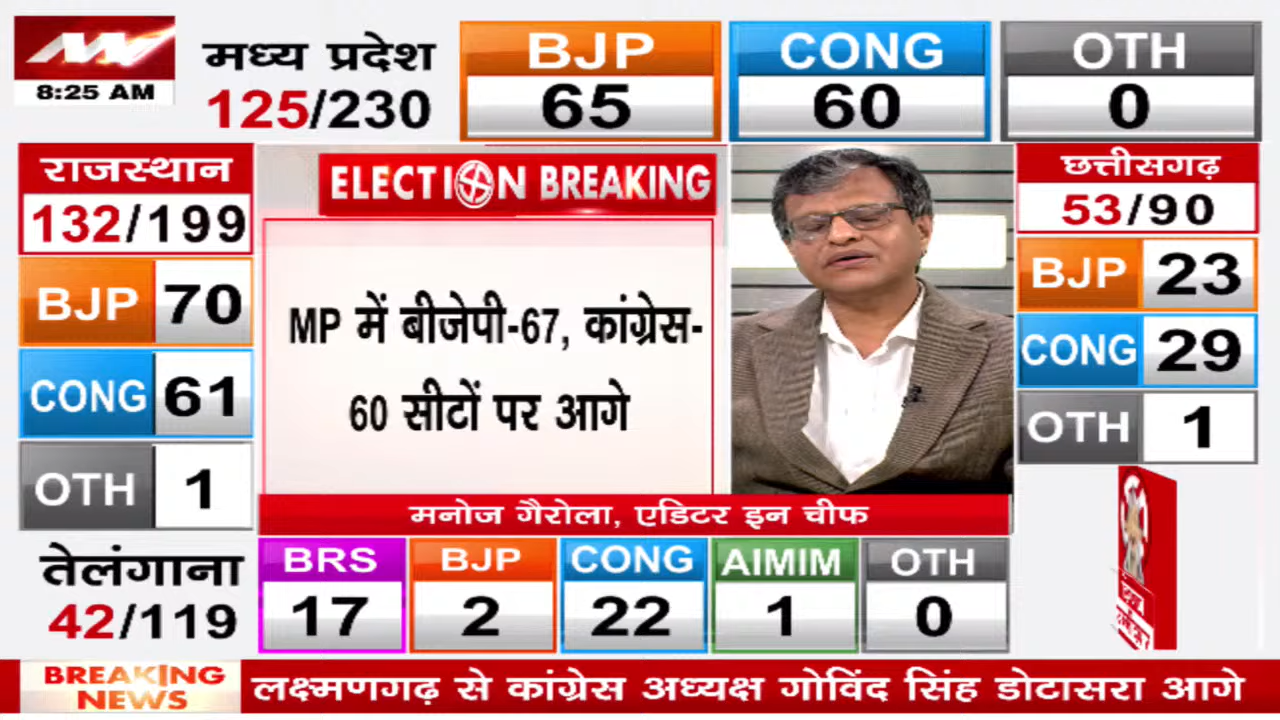 8:25 AM
मध्य प्रदेश
125/230
BJP
65
CONG
60
OTH
0
राजस्थान
132/199
BJP 70
CONG 61
OTH 1
ELECTION BREAKING
MP में बीजेपी-67, कांग्रेस-
60 सीटों पर आगे
मनोज गैरोला, एडिटर इन चीफ
छत्तीसगढ़
53/90
BJP 23
CONG 29
OTH 1
तेलंगाना
42/119
BRS
17
BJP
2
CONG
22
AIMIM
1
OTH
0
BREAKING
NEWS
लक्ष्मणगढ़ से कांग्रेस अध्यक्ष गोविंद सिंह डोटासरा आगे